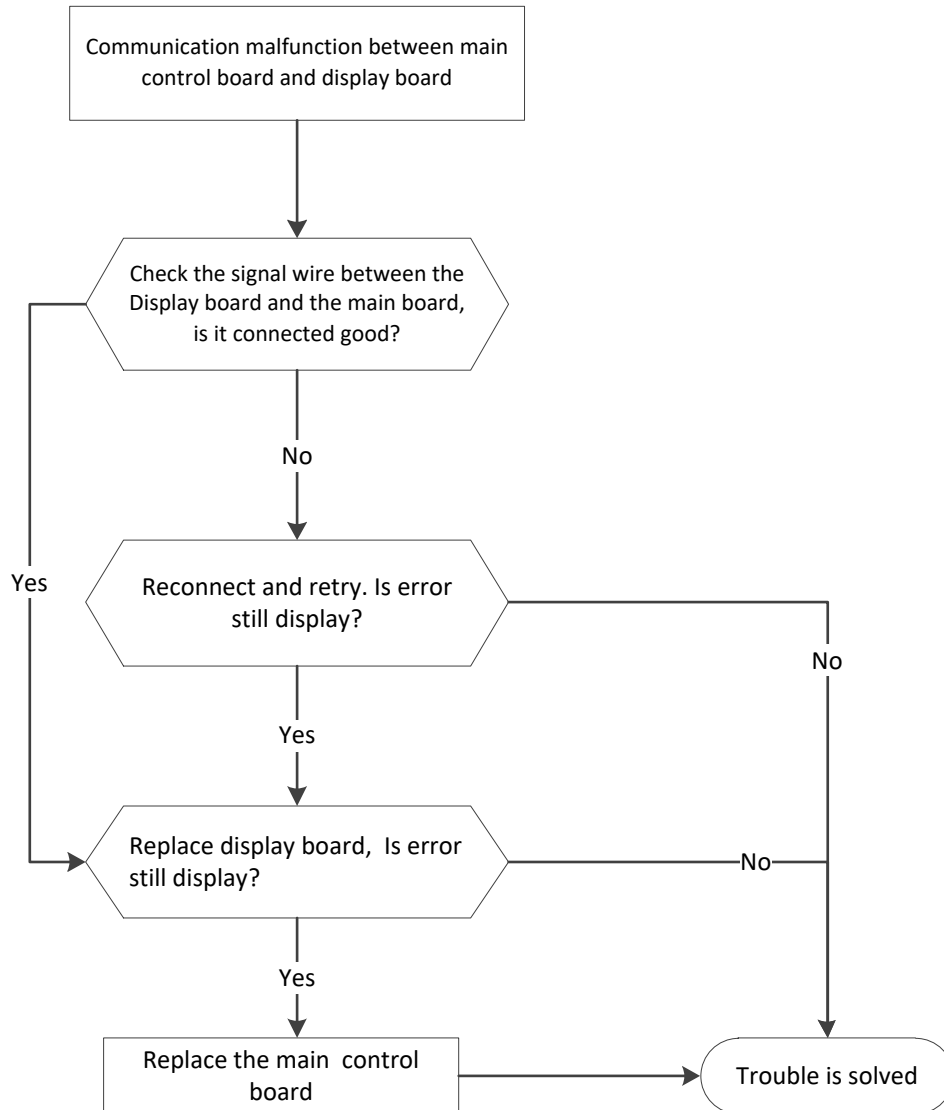 Communication malfunction between main
control board and display board
Check the signal wire between the
Display board and the main board,
is it connected good?
No
Reconnect and retry. Is error
still display?
Yes
No
Yes
Replace display board, Is error
still display?
No
Yes
Replace the main control
board
Trouble is solved